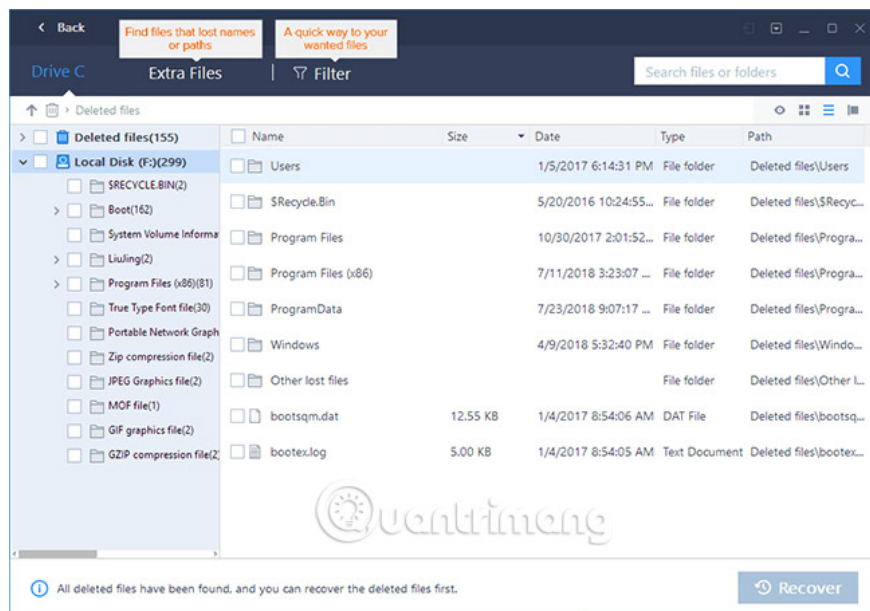 Back
Find files that lost names
or paths
A quick way to your
wanted files
Drive C
Extra Files
Filter
Search files or folders
Deleted files
Deleted files(155)
Local Disk (F:)(299)
$RECYCLE.BIN(2)
Boot(162)
System Volume Informa
LiuJing(2)
Program Files (x86)(81)
True Type Font file(30)
Portable Network Graph
Zip compression file(2)
JPEG Graphics file(2)
MOF file(1)
GIF graphics file(2)
GZIP compression file(2
Name Size Date Type Path
Users 1/5/2017 6:14:31 PM File folder Deleted files\Users
$Recycle.Bin 5/20/2016 10:24:55... File folder Deleted files\$Recyc...
Program Files 10/30/2017 2:01:52... File folder Deleted files\Progra...
Program Files (x86) 7/11/2018 3:23:07 ... File folder Deleted files\Progra...
ProgramData 7/23/2018 9:07:17 ... File folder Deleted files\Progra...
Windows 4/9/2018 5:32:40 PM File folder Deleted files\Windo...
Other lost files File folder Deleted files\Other l...
bootsqm.dat 12.55 KB 1/4/2017 8:54:06 AM DAT File Deleted files\bootsq...
bootex.log 5.00 KB 1/4/2017 8:54:05 AM Text Document Deleted files\bootex...
Quantrimang
All deleted files have been found, and you can recover the deleted files first.
Recover